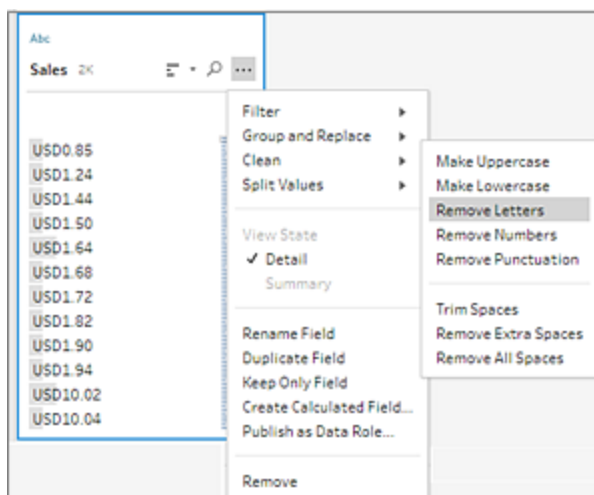 Abc
Sales 2K
USD0.85
USD1.24
USD1.44
USD1.50
USD1.64
USD1.68
USD1.72
USD1.82
USD1.90
USD1.94
USD10.02
USD10.04
Filter
Group and Replace
Clean
Split Values
View State
✓ Detail
Summary
Rename Field
Duplicate Field
Keep Only Field
Create Calculated Field...
Publish as Data Role...
Remove
Make Uppercase
Make Lowercase
Remove Letters
Remove Numbers
Remove Punctuation
Trim Spaces
Remove Extra Spaces
Remove All Spaces